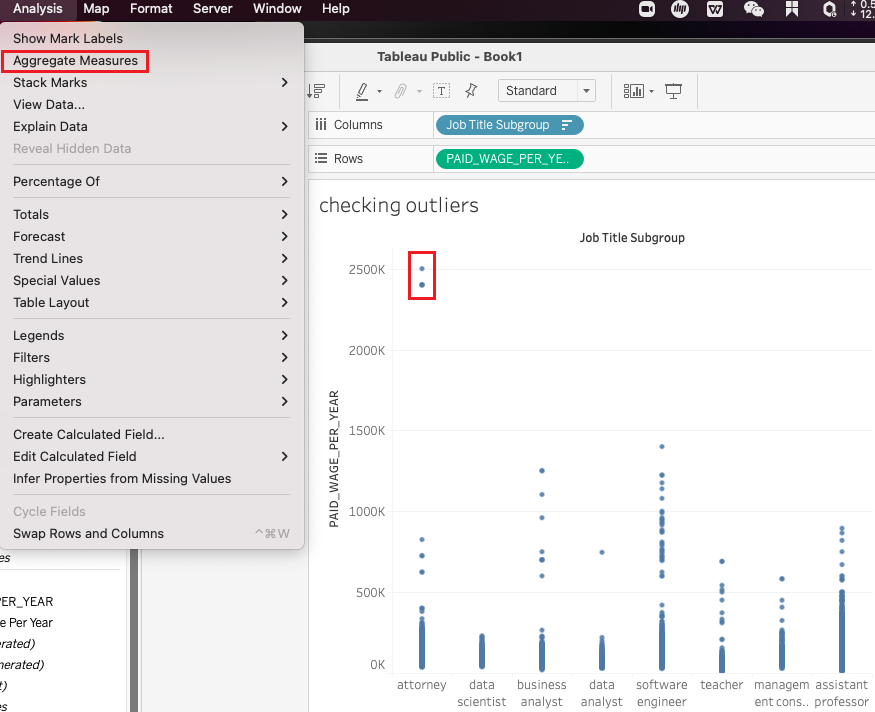 Analysis Map Format Server Window Help
Show Mark Labels
Aggregate Measures
Stack Marks
View Data...
Explain Data
Reveal Hidden Data
Percentage Of
Totals
Forecast
Trend Lines
Special Values
Table Layout
Legends
Filters
Highlighters
Parameters
Create Calculated Field...
Edit Calculated Field
Infer Properties from Missing Values
Cycle Fields
Swap Rows and Columns ^⌘W
PER_YEAR
e Per Year
erated)
nerated)
t)
es
Tableau Public - Book1
T
Standard
Columns
Job Title Subgroup
Rows
PAID_WAGE_PER_YE..
checking outliers
Job Title Subgroup
PAID_WAGE_PER_YEAR
2500K
2000K
1500K
1000K
500K
0K
attorney
data
scientist
business
analyst
data
analyst
software
engineer
teacher
managem
ent cons..
assistant
professor